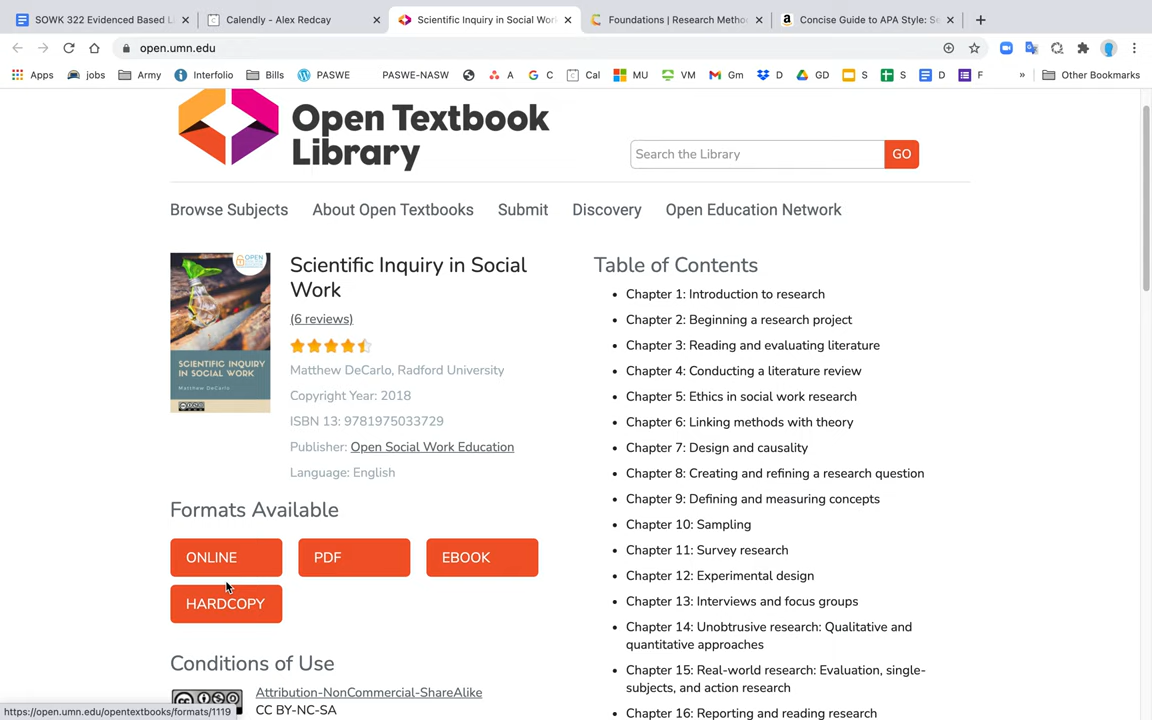 SOWK 322 Evidenced Based L
Calendly - Alex Redcay
Scientific Inquiry in Social Wor
Foundations | Research Metho
Concise Guide to APA Style: Se
open.umn.edu
Apps jobs Army Interfolio Bills PASWE PASWE-NASW A C Cal MU VM Gm D GD S S D F » Other Bookmarks
Open Textbook
Library
Search the Library GO
Browse Subjects About Open Textbooks Submit Discovery Open Education Network
Scientific Inquiry in Social
Work
(6 reviews)
Matthew DeCarlo, Radford University
Copyright Year: 2018
ISBN 13: 9781975033729
Publisher: Open Social Work Education
Language: English
OPEN
SCIENTIFIC INQUIRY
IN SOCIAL WORK
Matthew DeCarlo
Formats Available
ONLINE PDF EBOOK
HARDCOPY
Conditions of Use
Attribution-NonCommercial-ShareAlike
CC BY-NC-SA
Table of Contents
• Chapter 1: Introduction to research
• Chapter 2: Beginning a research project
• Chapter 3: Reading and evaluating literature
• Chapter 4: Conducting a literature review
• Chapter 5: Ethics in social work research
• Chapter 6: Linking methods with theory
• Chapter 7: Design and causality
• Chapter 8: Creating and refining a research question
• Chapter 9: Defining and measuring concepts
• Chapter 10: Sampling
• Chapter 11: Survey research
• Chapter 12: Experimental design
• Chapter 13: Interviews and focus groups
• Chapter 14: Unobtrusive research: Qualitative and
quantitative approaches
• Chapter 15: Real-world research: Evaluation, single-
subjects, and action research
• Chapter 16: Reporting and reading research
https://open.umn.edu/opentextbooks/formats/1119